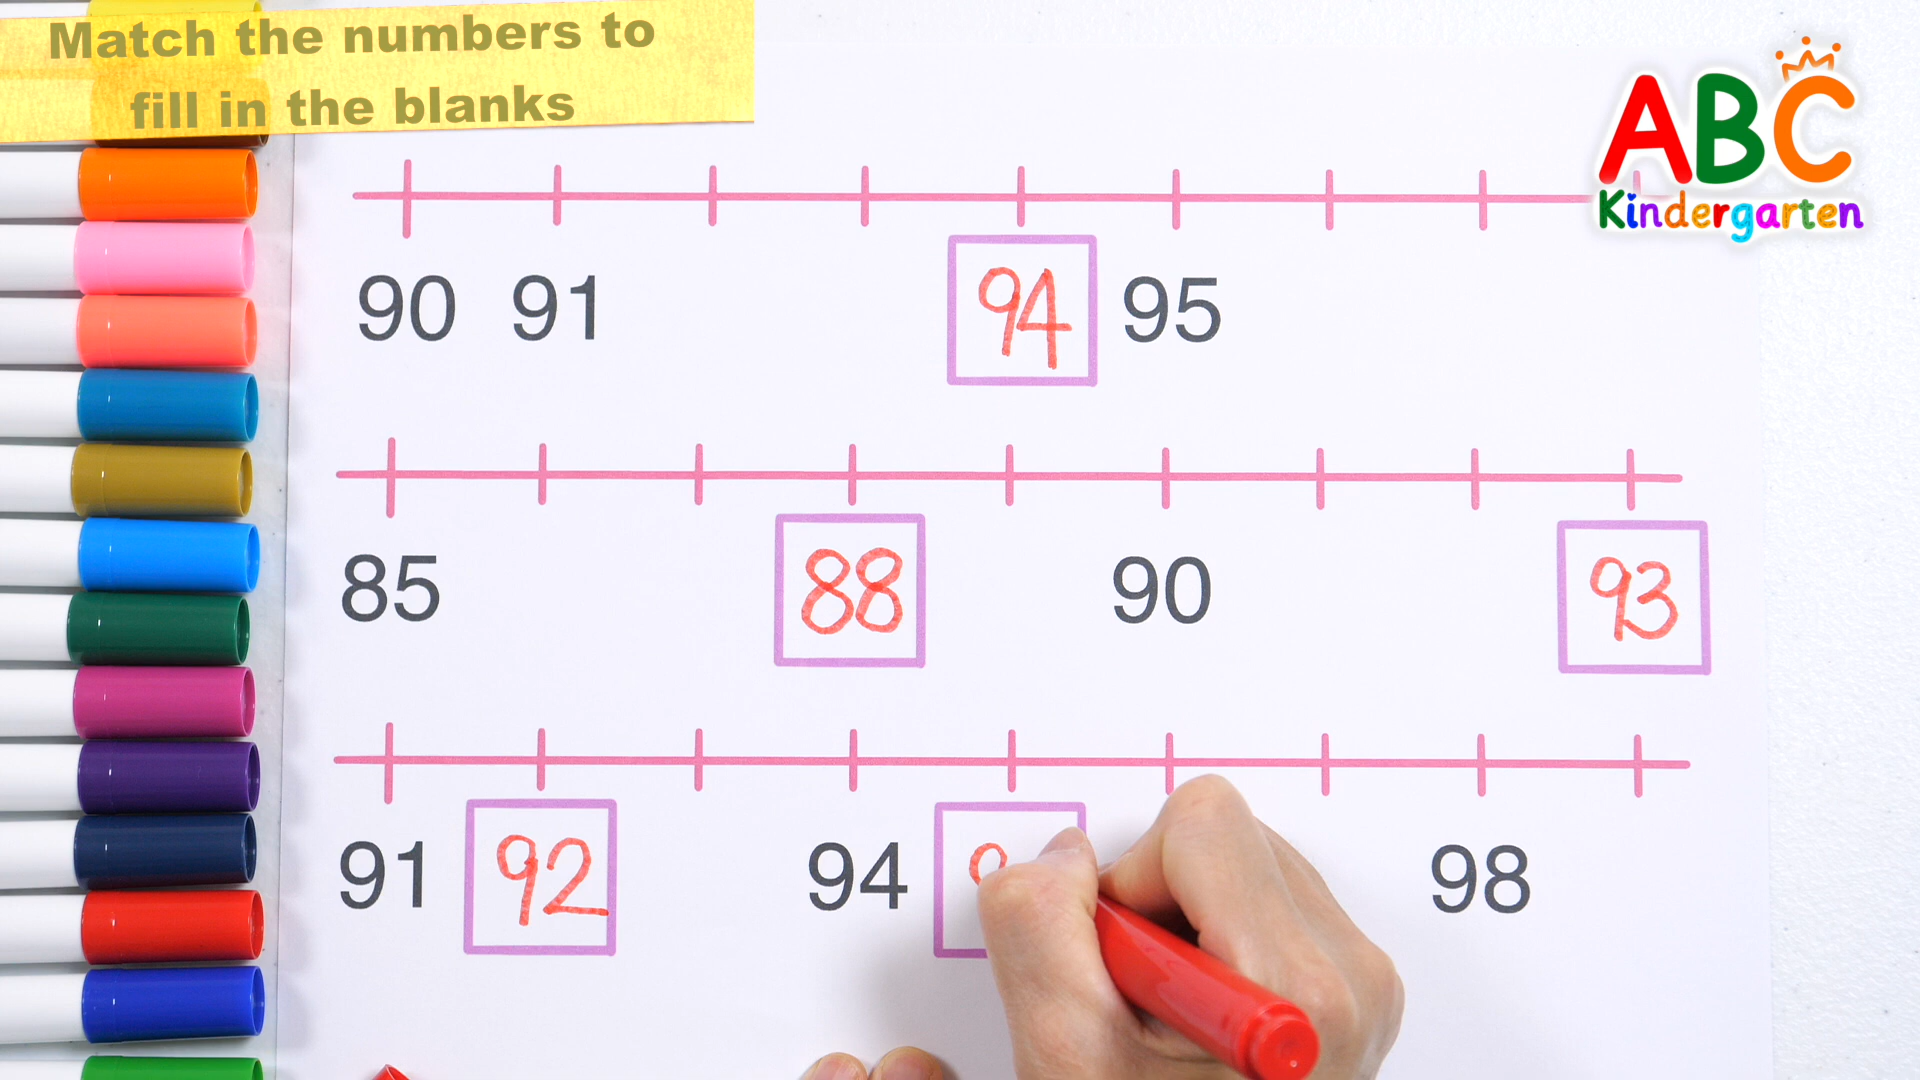 Match the numbers to
fill in the blanks
ABC
Kindergarten
90 91 94 95
85 88 90 93
91 92 94 9 98